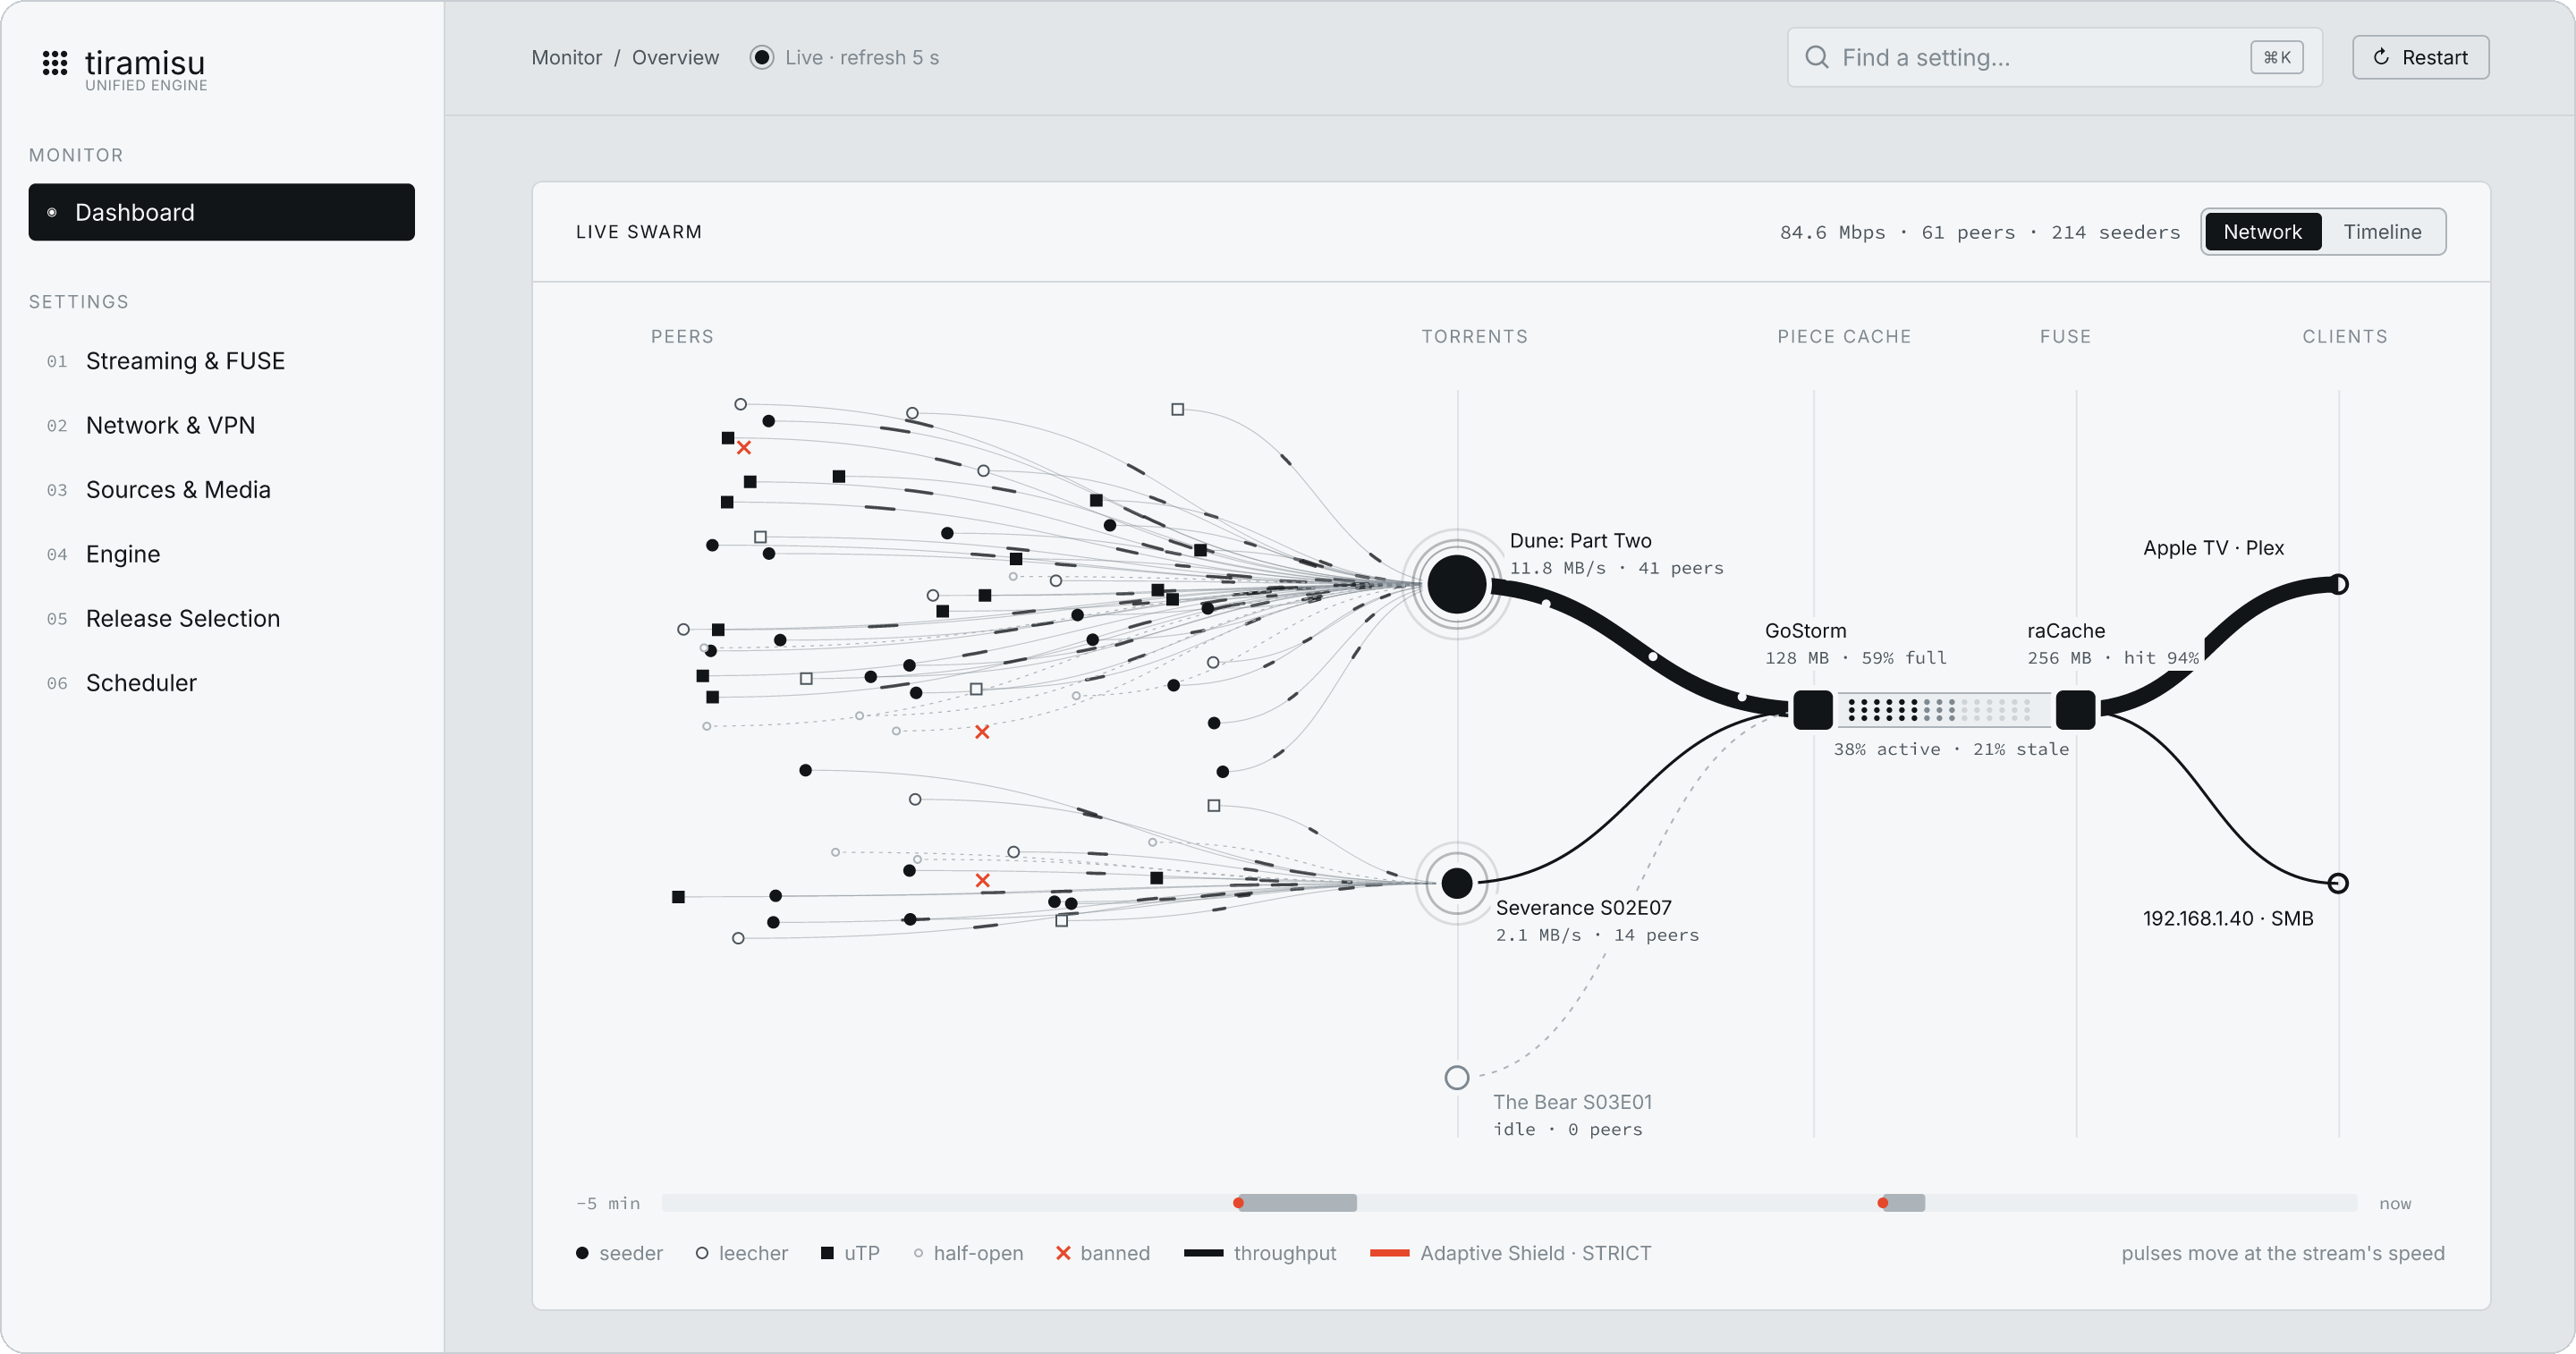 tiramisu
UNIFIED ENGINE
MONITOR
Dashboard
SETTINGS
01 Streaming & FUSE
02 Network & VPN
03 Sources & Media
04 Engine
05 Release Selection
06 Scheduler
Monitor / Overview
Live · refresh 5 s
Find a setting...
⌘K
Restart
LIVE SWARM
84.6 Mbps · 61 peers · 214 seeders
Network
Timeline
PEERS
TORRENTS
PIECE CACHE
FUSE
CLIENTS
Dune: Part Two
11.8 MB/s · 41 peers
Apple TV · Plex
GoStorm
128 MB · 59% full
raCache
256 MB · hit 94%
38% active · 21% stale
Severance S02E07
2.1 MB/s · 14 peers
192.168.1.40 · SMB
The Bear S03E01
idle · 0 peers
−5 min
now
seeder
leecher
uTP
half-open
banned
throughput
Adaptive Shield · STRICT
pulses move at the stream's speed